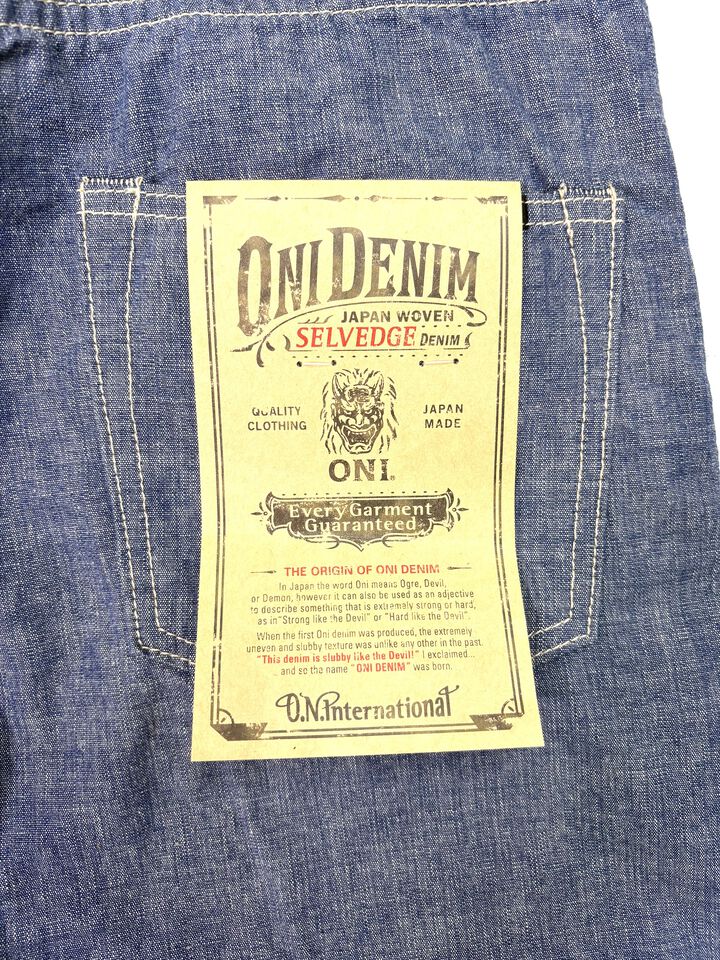 ONI DENIM
JAPAN WOVEN
SELVEDGE DENIM
QUALITY
CLOTHING
JAPAN
MADE
ONI®
Every Garment
Guaranteed
THE ORIGIN OF ONI DENIM
In Japan the word Oni means Ogre, Devil,
or Demon, however it can also be used as an adjective
to describe something that is extremaly strong or hard,
as in "Strong like the Devil" or "Hard like the Devil".
When the first Oni denim was produced, the extremely
uneven and slubby texture was unlike any other in the past.
"This denim is slubby like the Devil!" I exclaimed...
and so the name "ONI DENIM" was born.
O.N.International